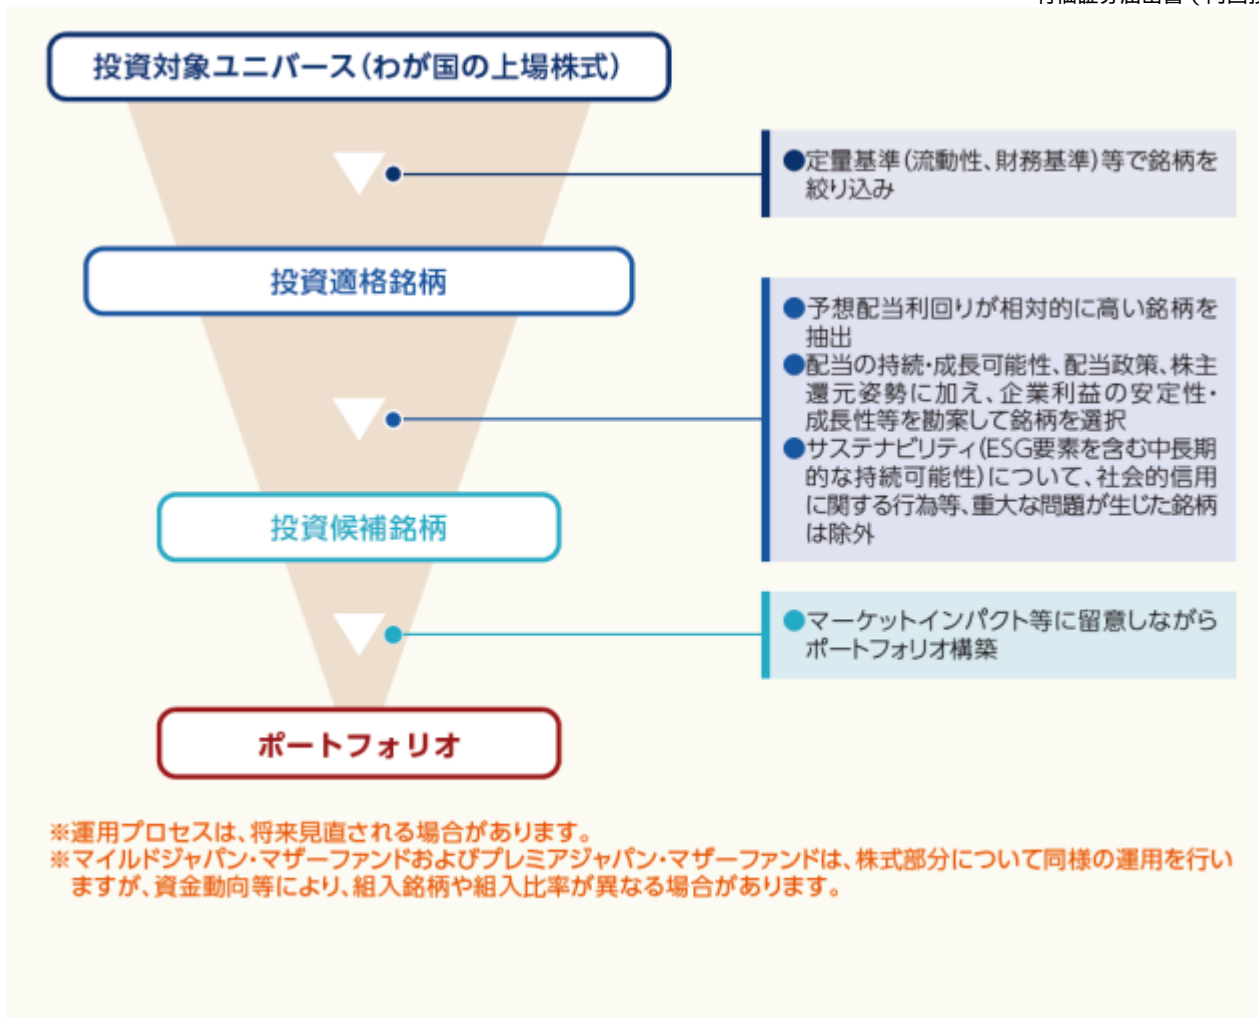 投資対象ユニバース(わが国の上場株式)
●定量基準(流動性、財務基準)等で銘柄を
絞り込み
投資適格銘柄
●予想配当利回りが相対的に高い銘柄を
抽出
●配当の持続・成長可能性、配当政策、株主
還元姿勢に加え、企業利益の安定性・
成長性等を勘案して銘柄を選択
●サステナビリティ(ESG要素を含む中長期
的な持続可能性)について、社会的信用
に関する行為等、重大な問題が生じた銘柄
は除外
投資候補銘柄
●マーケットインパクト等に留意しながら
ポートフォリオ構築
ポートフォリオ
※運用プロセスは、将来見直される場合があります。
※マイルドジャパン・マザーファンドおよびプレミアジャパン・マザーファンドは、株式部分について同様の運用を行い
ますが、資金動向等により、組入銘柄や組入比率が異なる場合があります。